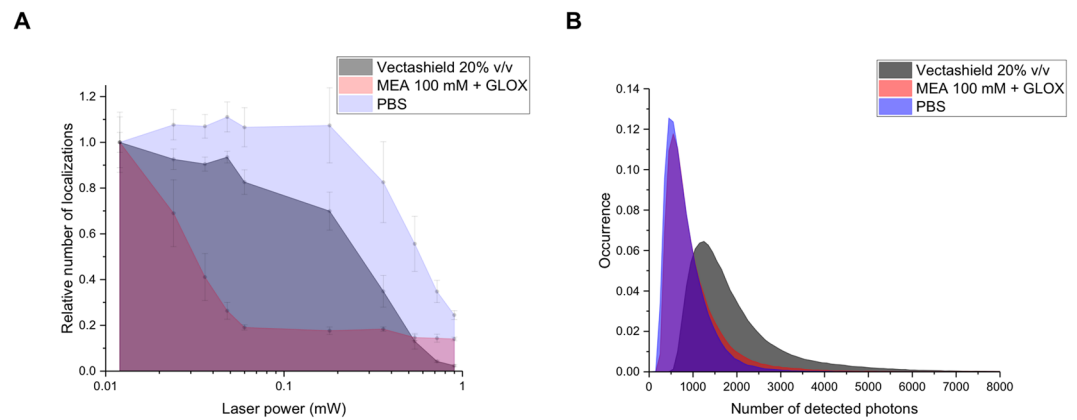 A
Vectashield 20% v/v
MEA 100 mM + GLOX
PBS
Relative number of localizations
1.2
1.0
0.8
0.6
0.4
0.2
0.0
0.01
0.1
1
Laser power (mW)
B
Vectashield 20% v/v
MEA 100 mM + GLOX
PBS
Occurrence
0.14
0.12
0.10
0.08
0.06
0.04
0.02
0.00
0
1000
2000
3000
4000
5000
6000
7000
8000
Number of detected photons